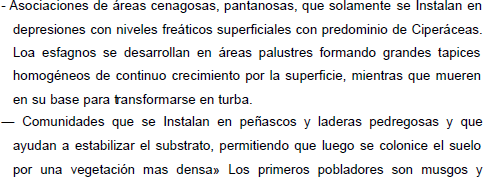 - Asociaciones de áreas cenagosas, pantanosas, que solamente se Instalan en
depresiones con niveles freáticos superficiales con predominio de Ciperáceas.
Loa esfagnos se desarrollan en áreas palustres formando grandes tapices
homogéneos de continuo crecimiento por la superficie, mientras que mueren
en su base para transformarse en turba.
— Comunidades que se Instalan en peñascos y laderas pedregosas y que
ayudan a estabilizar el substrato, permitiendo que luego se colonice el suelo
por una vegetación mas densa» Los primeros pobladores son musgos y